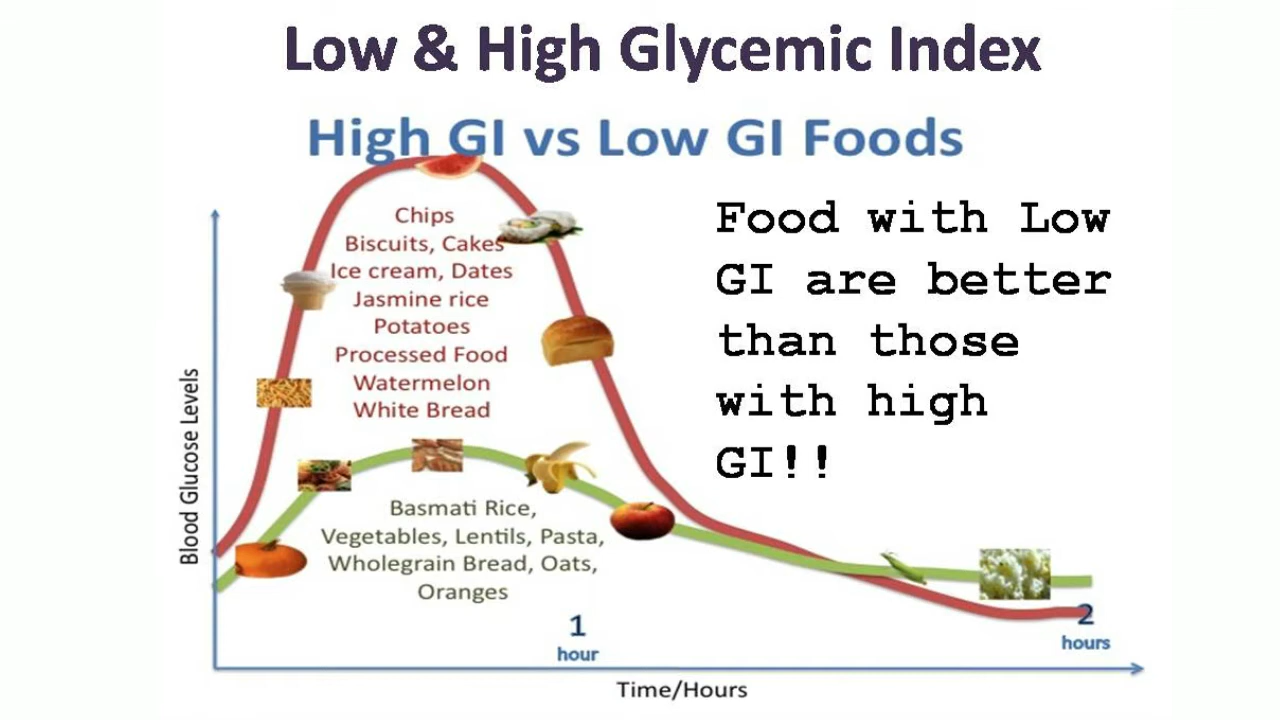 Low & High Glycemic Index
High GI vs Low GI Foods
Food with Low
GI are better
than those
with high
GI!!
Chips
Biscuits, Cakes
Ice cream, Dates
Jasmine rice
Potatoes
Processed Food
Watermelon
White Bread
Blood Glucose Levels
Basmati Rice,
Vegetables, Lentils, Pasta,
Wholegrain Bread, Oats,
Oranges
1
hour
2
hours
Time/Hours